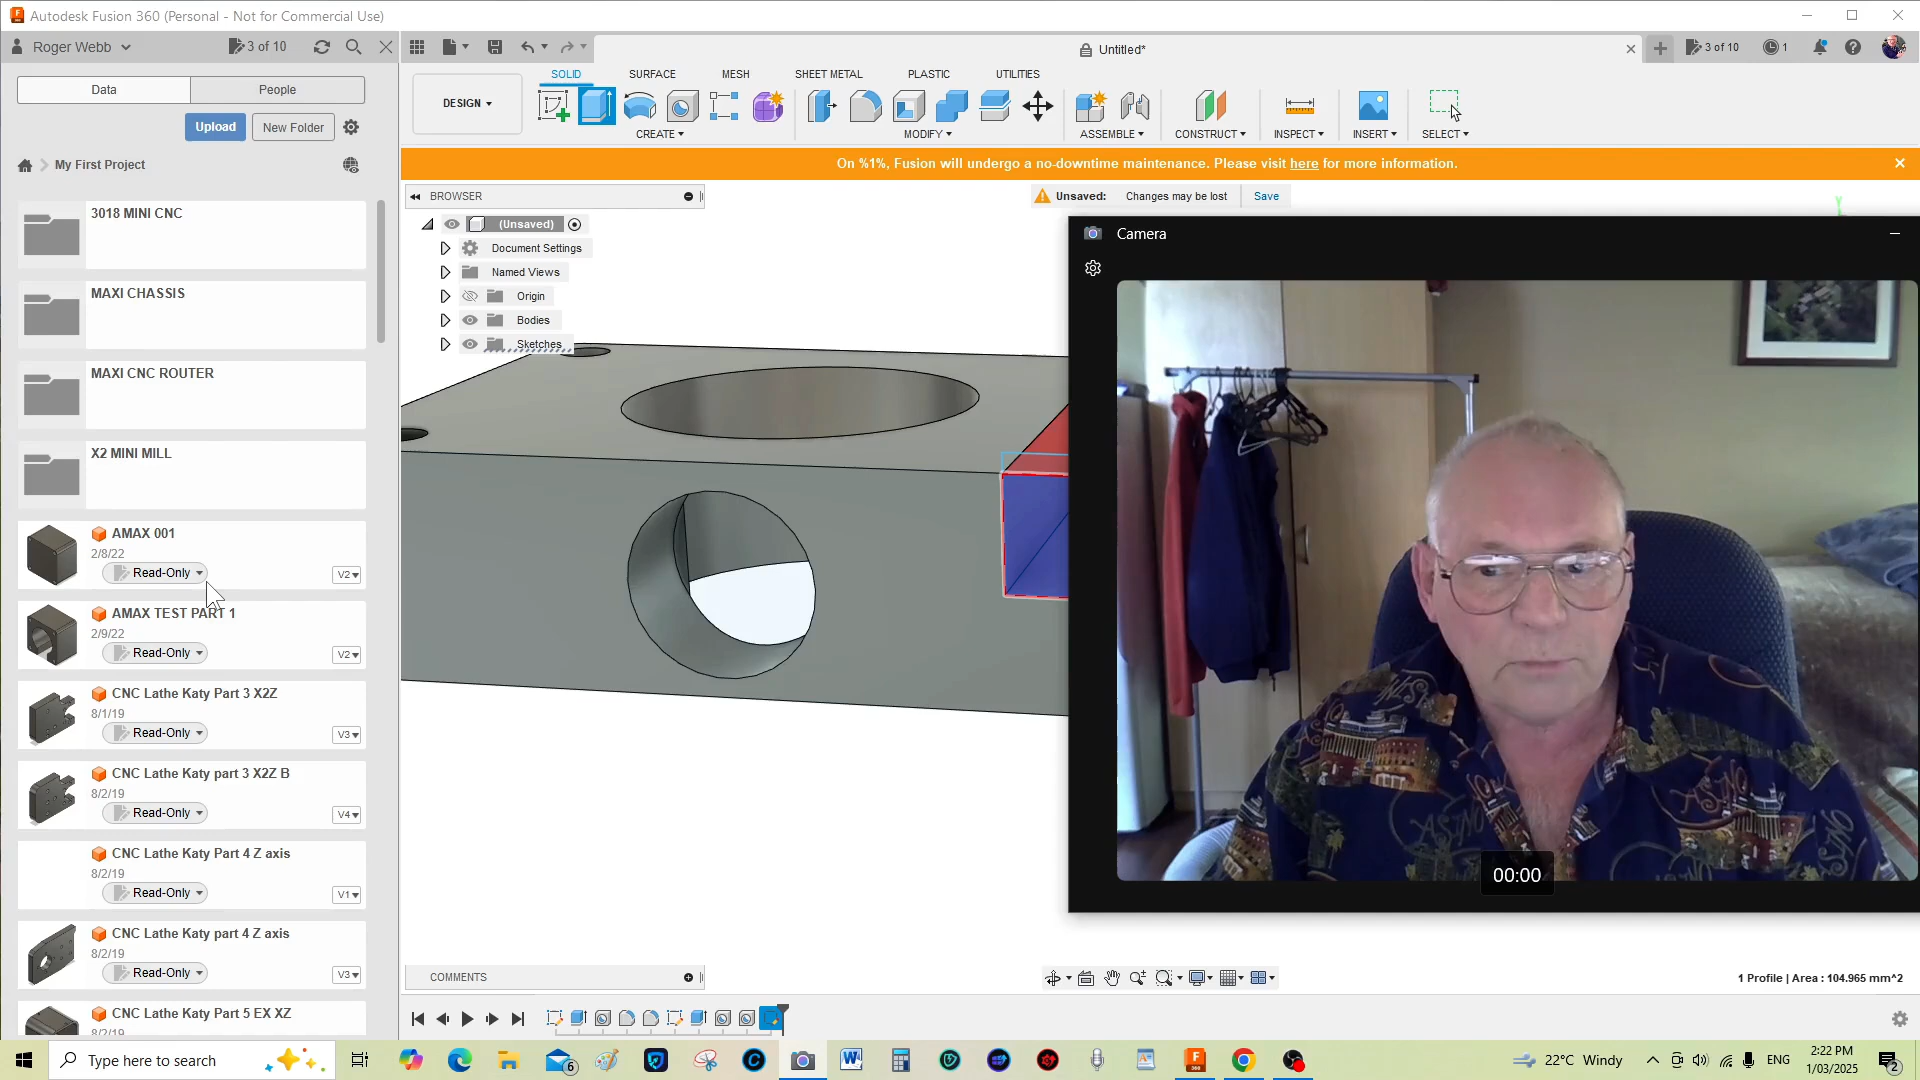 Autodesk Fusion 360 (Personal - Not for Commercial Use)
Roger Webb
3 of 10
Untitled*
3 of 10
1
Data
People
Upload
New Folder
My First Project
SOLID
SURFACE
MESH
SHEET METAL
PLASTIC
UTILITIES
DESIGN
CREATE
MODIFY
ASSEMBLE
CONSTRUCT
INSPECT
INSERT
SELECT
On %1%, Fusion will undergo a no-downtime maintenance. Please visit here for more information.
BROWSER
Unsaved: Changes may be lost
Save
(Unsaved)
Document Settings
Named Views
Origin
Bodies
Sketches
3018 MINI CNC
MAXI CHASSIS
MAXI CNC ROUTER
X2 MINI MILL
AMAX 001
2/8/22
Read-Only
V2
AMAX TEST PART 1
2/9/22
Read-Only
V2
CNC Lathe Katy Part 3 X2Z
8/1/19
Read-Only
V3
CNC Lathe Katy part 3 X2Z B
8/2/19
Read-Only
V4
CNC Lathe Katy Part 4 Z axis
8/2/19
Read-Only
V1
CNC Lathe Katy part 4 Z axis
8/2/19
Read-Only
V3
CNC Lathe Katy Part 5 EX XZ
8/2/19
Y
Camera
00:00
COMMENTS
1 Profile | Area : 104.965 mm^2
Type here to search
6
22°C Windy
ENG
2:22 PM
1/03/2025
2